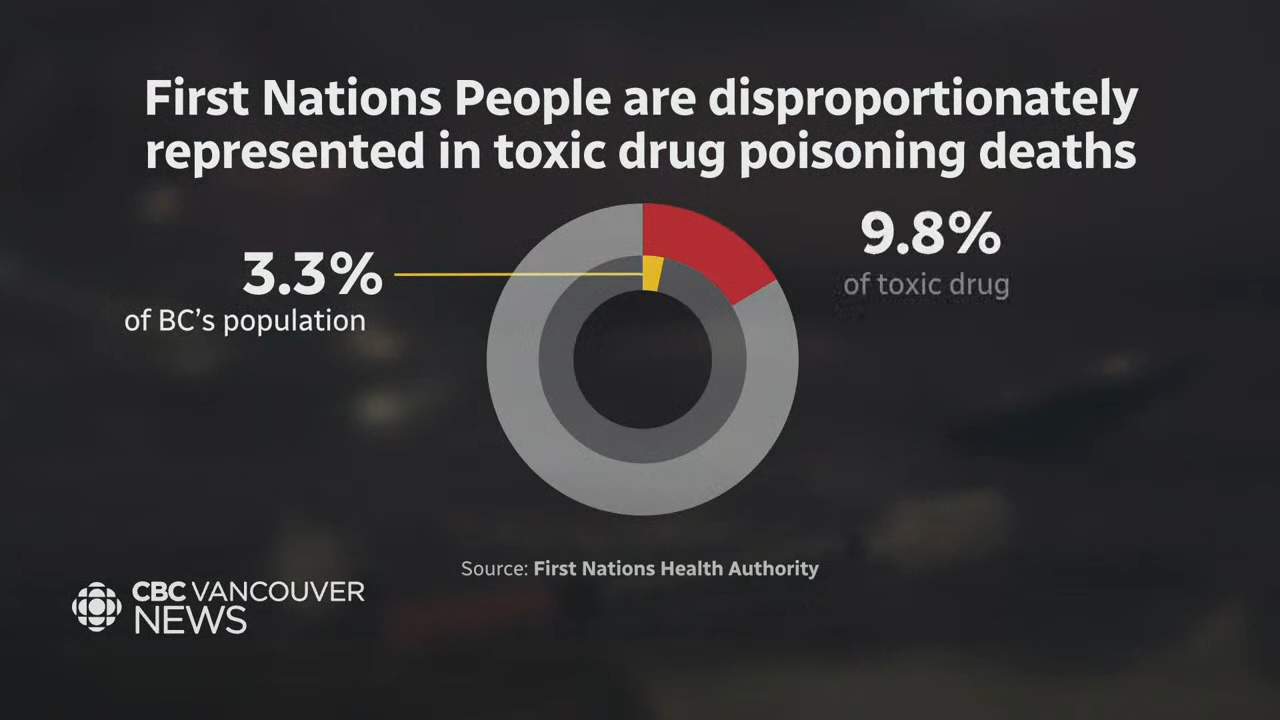 First Nations People are disproportionately
represented in toxic drug poisoning deaths
3.3%
of BC's population
9.8%
of toxic drug
Source: First Nations Health Authority
CBC VANCOUVER
NEWS